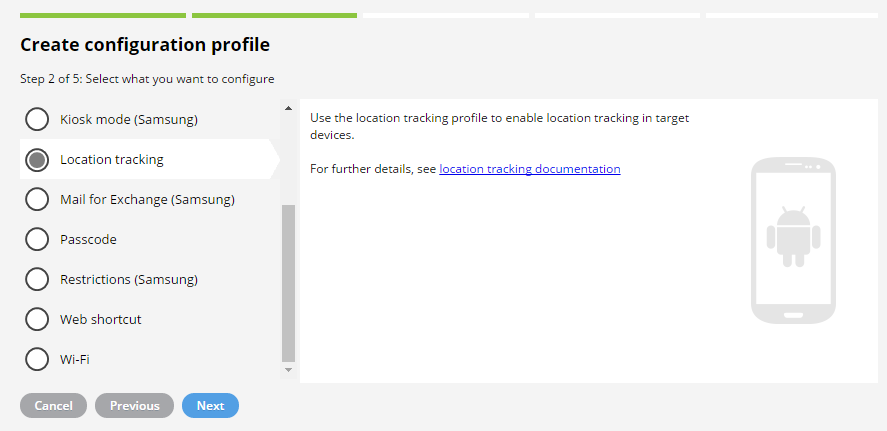 Create configuration profile
Step 2 of 5: Select what you want to configure
Kiosk mode (Samsung)
Location tracking
Mail for Exchange (Samsung)
Passcode
Restrictions (Samsung)
Web shortcut
Wi-Fi
Use the location tracking profile to enable location tracking in target
devices.
For further details, see location tracking documentation
Cancel
Previous
Next